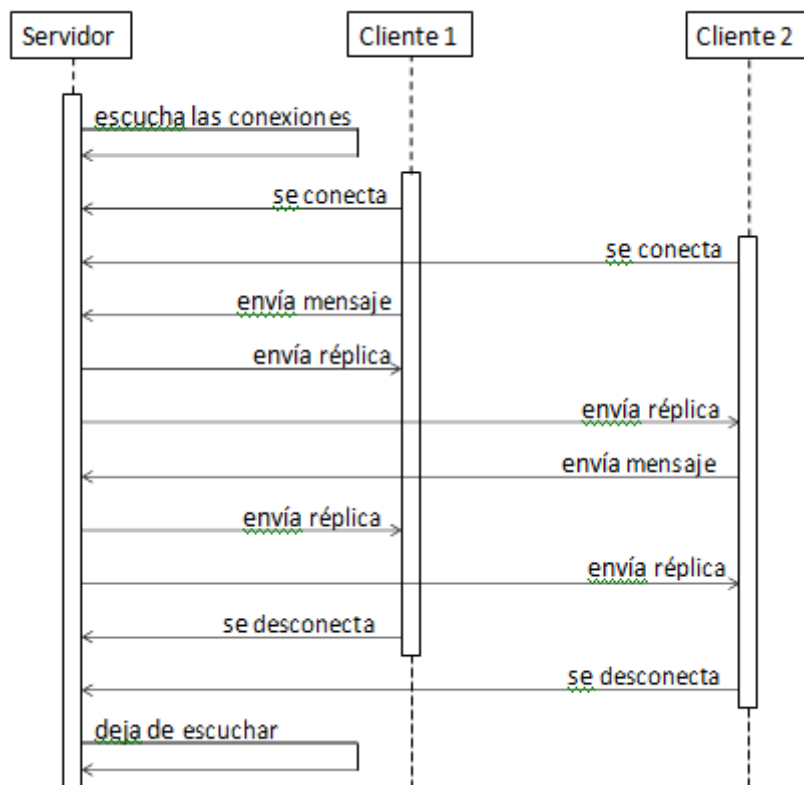 Servidor
Cliente 1
Cliente 2
escucha las conexiones
se conecta
se conecta
envía mensaje
envía réplica
envía réplica
envía mensaje
envía réplica
envía réplica
se desconecta
se desconecta
deja de escuchar